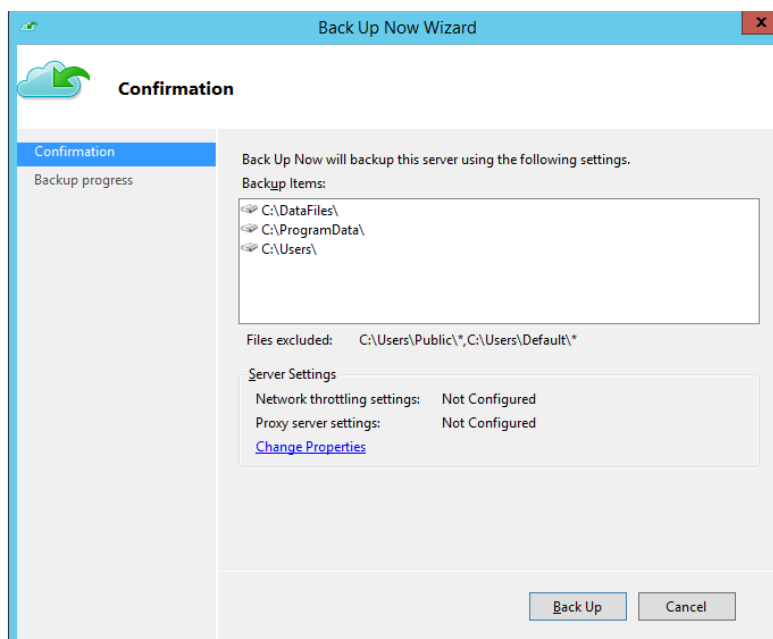 Back Up Now Wizard
x
Confirmation
Confirmation
Backup progress
Back Up Now will backup this server using the following settings.
Backup Items:
C:\DataFiles\
C:\ProgramData\
C:\Users\
Files excluded: C:\Users\Public\*,C:\Users\Default\*
Server Settings
Network throttling settings: Not Configured
Proxy server settings: Not Configured
Change Properties
Back Up Cancel